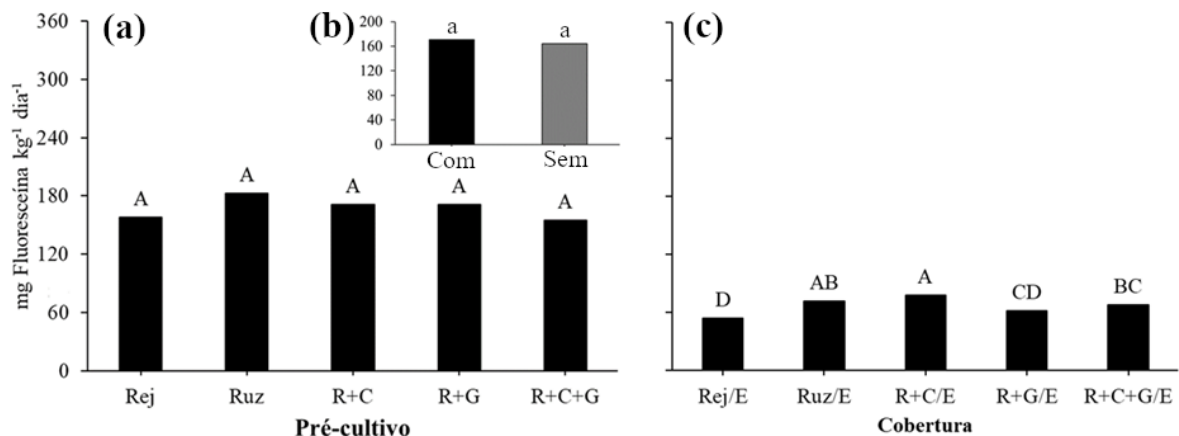 (a)
mg Fluoresceína kg⁻¹ dia⁻¹
360
300
240
180
120
60
0
A A A A A
Rej Ruz R+C R+G R+C+G
Pré-cultivo
(b)
200
160
120
80
40
0
a a
Com Sem
(c)
D AB A CD BC
Rej/E Ruz/E R+C/E R+G/E R+C+G/E
Cobertura